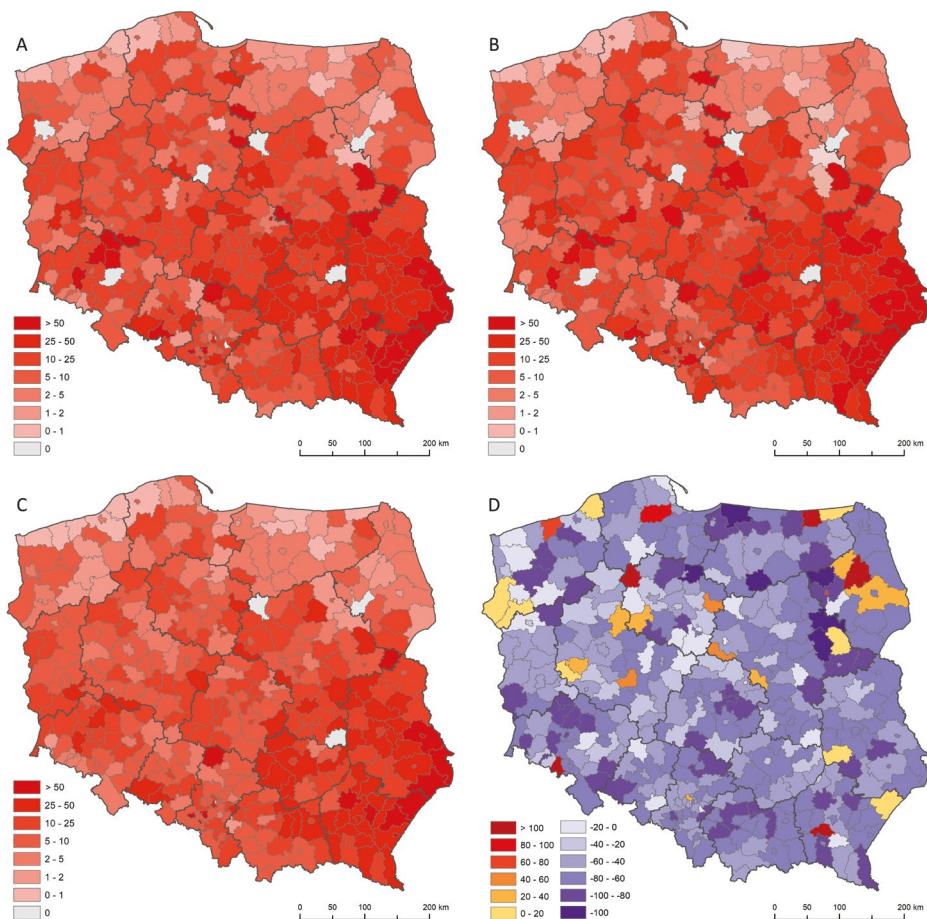 A
> 50
25 - 50
10 - 25
5 - 10
2 - 5
1 - 2
0 - 1
0
0 50 100 200 km
B
> 50
25 - 50
10 - 25
5 - 10
2 - 5
1 - 2
0 - 1
0
0 50 100 200 km
C
> 50
25 - 50
10 - 25
5 - 10
2 - 5
1 - 2
0 - 1
0
0 50 100 200 km
D
> 100 -20 - 0
80 - 100 -40 - -20
60 - 80 -60 - -40
40 - 60 -80 - -60
20 - 40 -100 - -80
0 - 20 -100
0 50 100 200 km